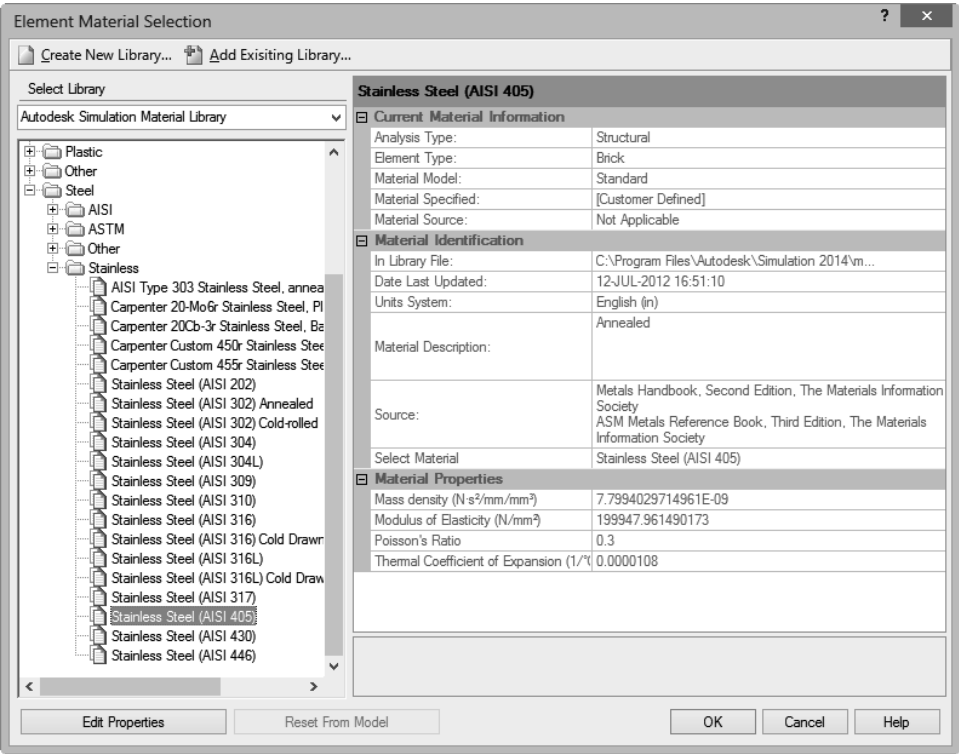 Element Material Selection
? ×
Create New Library... Add Exisiting Library...
Select Library
Autodesk Simulation Material Library
Plastic
Other
Steel
AISI
ASTM
Other
Stainless
AISI Type 303 Stainless Steel, annea
Carpenter 20-Mo6r Stainless Steel, Pl
Carpenter 20Cb-3r Stainless Steel, Ba
Carpenter Custom 450r Stainless Stee
Carpenter Custom 455r Stainless Stee
Stainless Steel (AISI 202)
Stainless Steel (AISI 302) Annealed
Stainless Steel (AISI 302) Cold-rolled
Stainless Steel (AISI 304)
Stainless Steel (AISI 304L)
Stainless Steel (AISI 309)
Stainless Steel (AISI 310)
Stainless Steel (AISI 316)
Stainless Steel (AISI 316) Cold Drawn
Stainless Steel (AISI 316L)
Stainless Steel (AISI 316L) Cold Draw
Stainless Steel (AISI 317)
Stainless Steel (AISI 405)
Stainless Steel (AISI 430)
Stainless Steel (AISI 446)
Stainless Steel (AISI 405)
Current Material Information
Analysis Type: Structural
Element Type: Brick
Material Model: Standard
Material Specified: [Customer Defined]
Material Source: Not Applicable
Material Identification
In Library File: C:\Program Files\Autodesk\Simulation 2014\m...
Date Last Updated: 12-JUL-2012 16:51:10
Units System: English (in)
Material Description: Annealed
Source: Metals Handbook, Second Edition, The Materials Information
Society
ASM Metals Reference Book, Third Edition, The Materials
Information Society
Select Material Stainless Steel (AISI 405)
Material Properties
Mass density (N·s²/mm/mm³) 7.7994029714961E-09
Modulus of Elasticity (N/mm²) 199947.961490173
Poisson's Ratio 0.3
Thermal Coefficient of Expansion (1/°( 0.0000108
Edit Properties Reset From Model OK Cancel Help